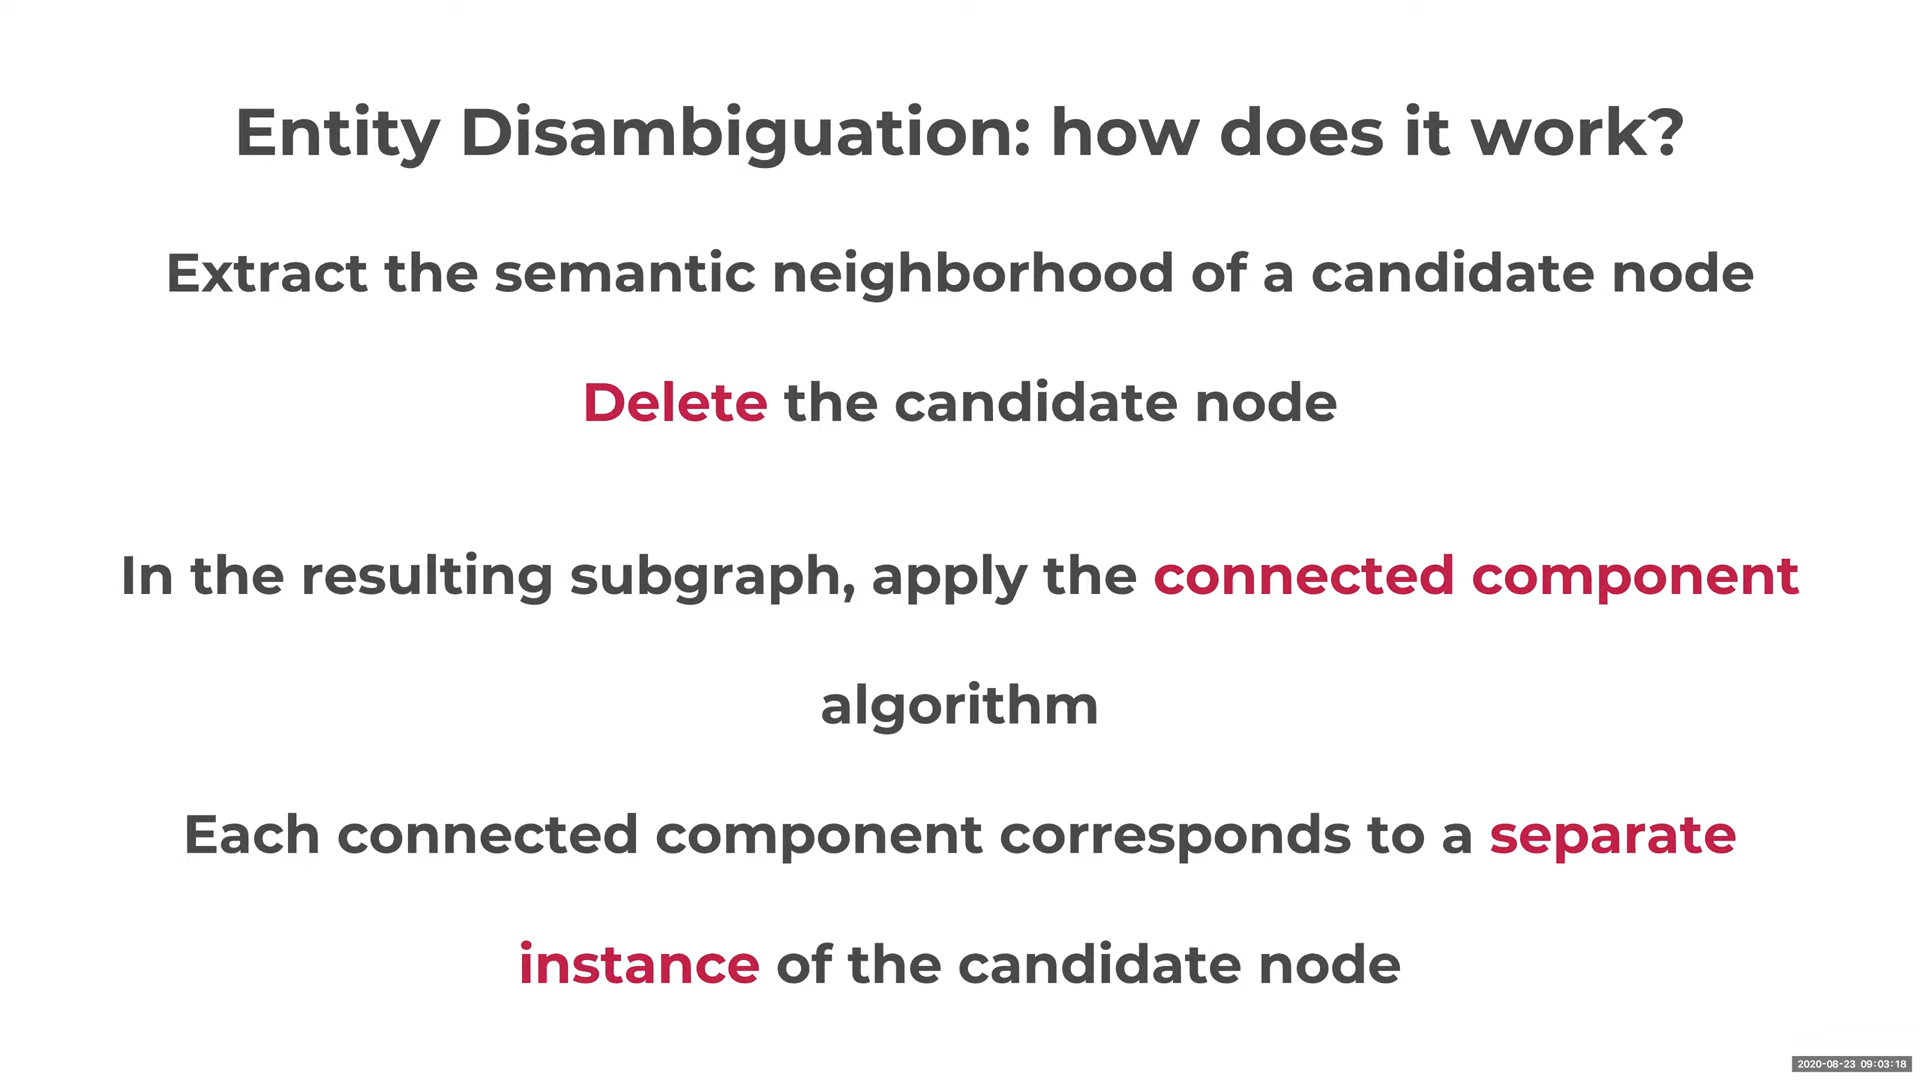 Entity Disambiguation: how does it work?
Extract the semantic neighborhood of a candidate node
Delete the candidate node
In the resulting subgraph, apply the connected component
algorithm
Each connected component corresponds to a separate
instance of the candidate node
2020-08-23 09:03:18